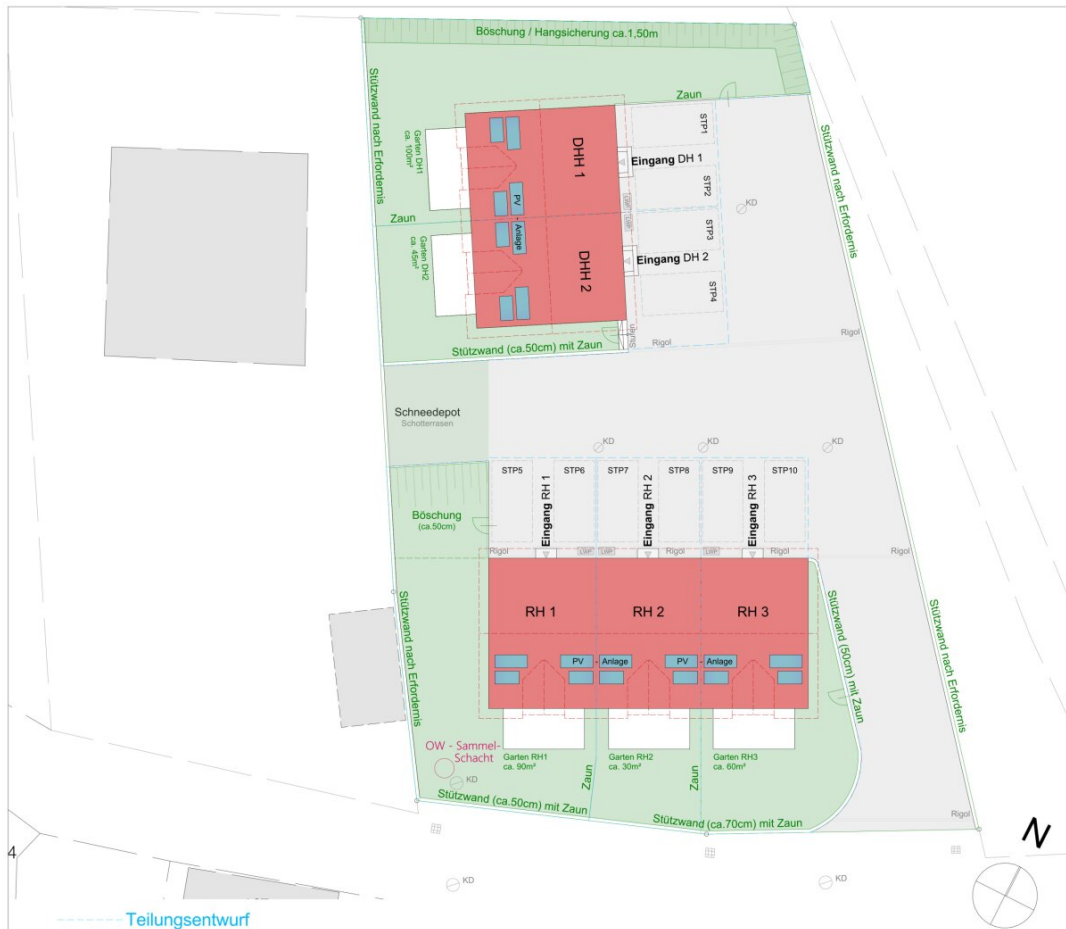 Böschung / Hangsicherung ca.1,50m
Stützwand nach Erfordernis
Zaun
STP1
Stützwand nach Erfordernis
Garten DH1
ca. 100m²
DHH 1
Eingang DH 1
STP2
KD
PV
-
Anlage
LWP
LWP
Zaun
STP3
Garten DH2
ca. 45m²
DHH 2
Eingang DH 2
STP4
Stufen
Rigol
Rigol
Stützwand (ca.50cm) mit Zaun
Schneedepot
Schotterrasen
KD
KD
KD
STP5
STP6
STP7
STP8
STP9
STP10
Eingang RH 1
Eingang RH 2
Eingang RH 3
Böschung
(ca.50cm)
Rigol
LWP
LWP
Rigol
LWP
Rigol
Rigol
RH 1
RH 2
RH 3
Stützwand nach Erfordernis
PV - Anlage
PV - Anlage
Stützwand (50cm) mit Zaun
Stützwand nach Erfordernis
OW - Sammel-
Schacht
KD
Garten RH1
ca. 90m²
Garten RH2
ca. 30m²
Garten RH3
ca. 60m²
Zaun
Zaun
Stützwand (ca.50cm) mit Zaun
Stützwand (ca.70cm) mit Zaun
Rigol
N
4
KD
KD
Teilungsentwurf